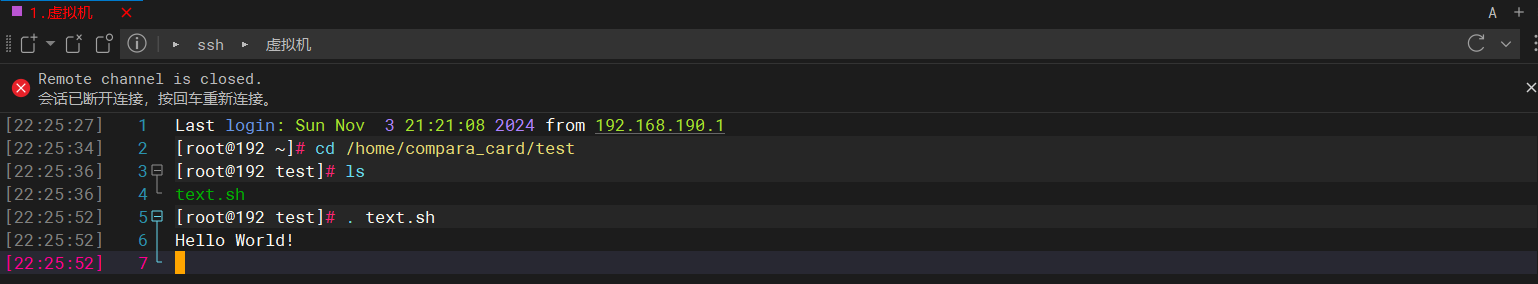 1.虚拟机
A
ssh 虚拟机
Remote channel is closed.
会话已断开连接，按回车重新连接。
[22:25:27] 1 Last login: Sun Nov  3 21:21:08 2024 from 192.168.190.1
[22:25:34] 2 [root@192 ~]# cd /home/compara_card/test
[22:25:36] 3 [root@192 test]# ls
[22:25:36] 4 text.sh
[22:25:52] 5 [root@192 test]# . text.sh
[22:25:52] 6 Hello World!
[22:25:52] 7